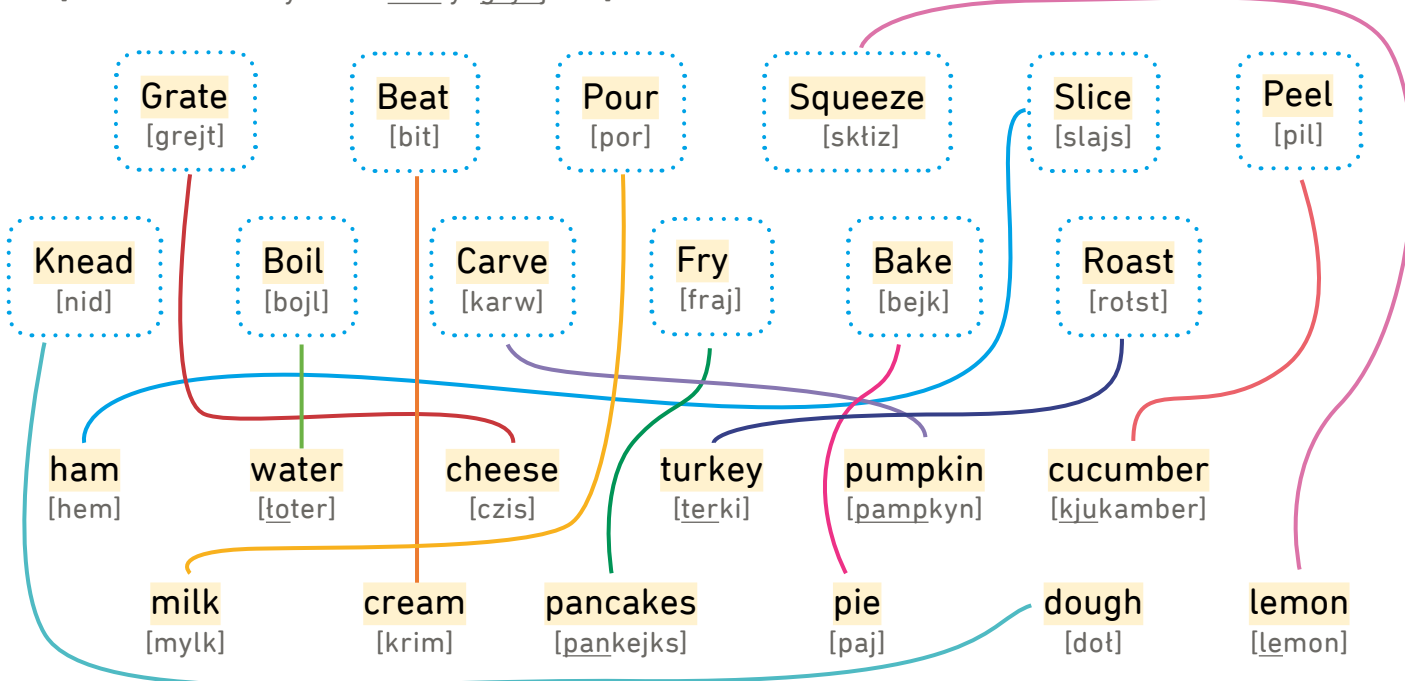 Grate Beat Pour Squeeze Slice Peel
[grejt] [bit] [por] [skłiz] [slajs] [pil]
Knead Boil Carve Fry Bake Roast
[nid] [bojl] [karw] [fraj] [bejk] [rołst]
ham water cheese turkey pumpkin cucumber
[hem] [łoter] [czis] [terki] [pampkyn] [kjukamber]
milk cream pancakes pie dough lemon
[mylk] [krim] [pankejks] [paj] [doł] [lemon]